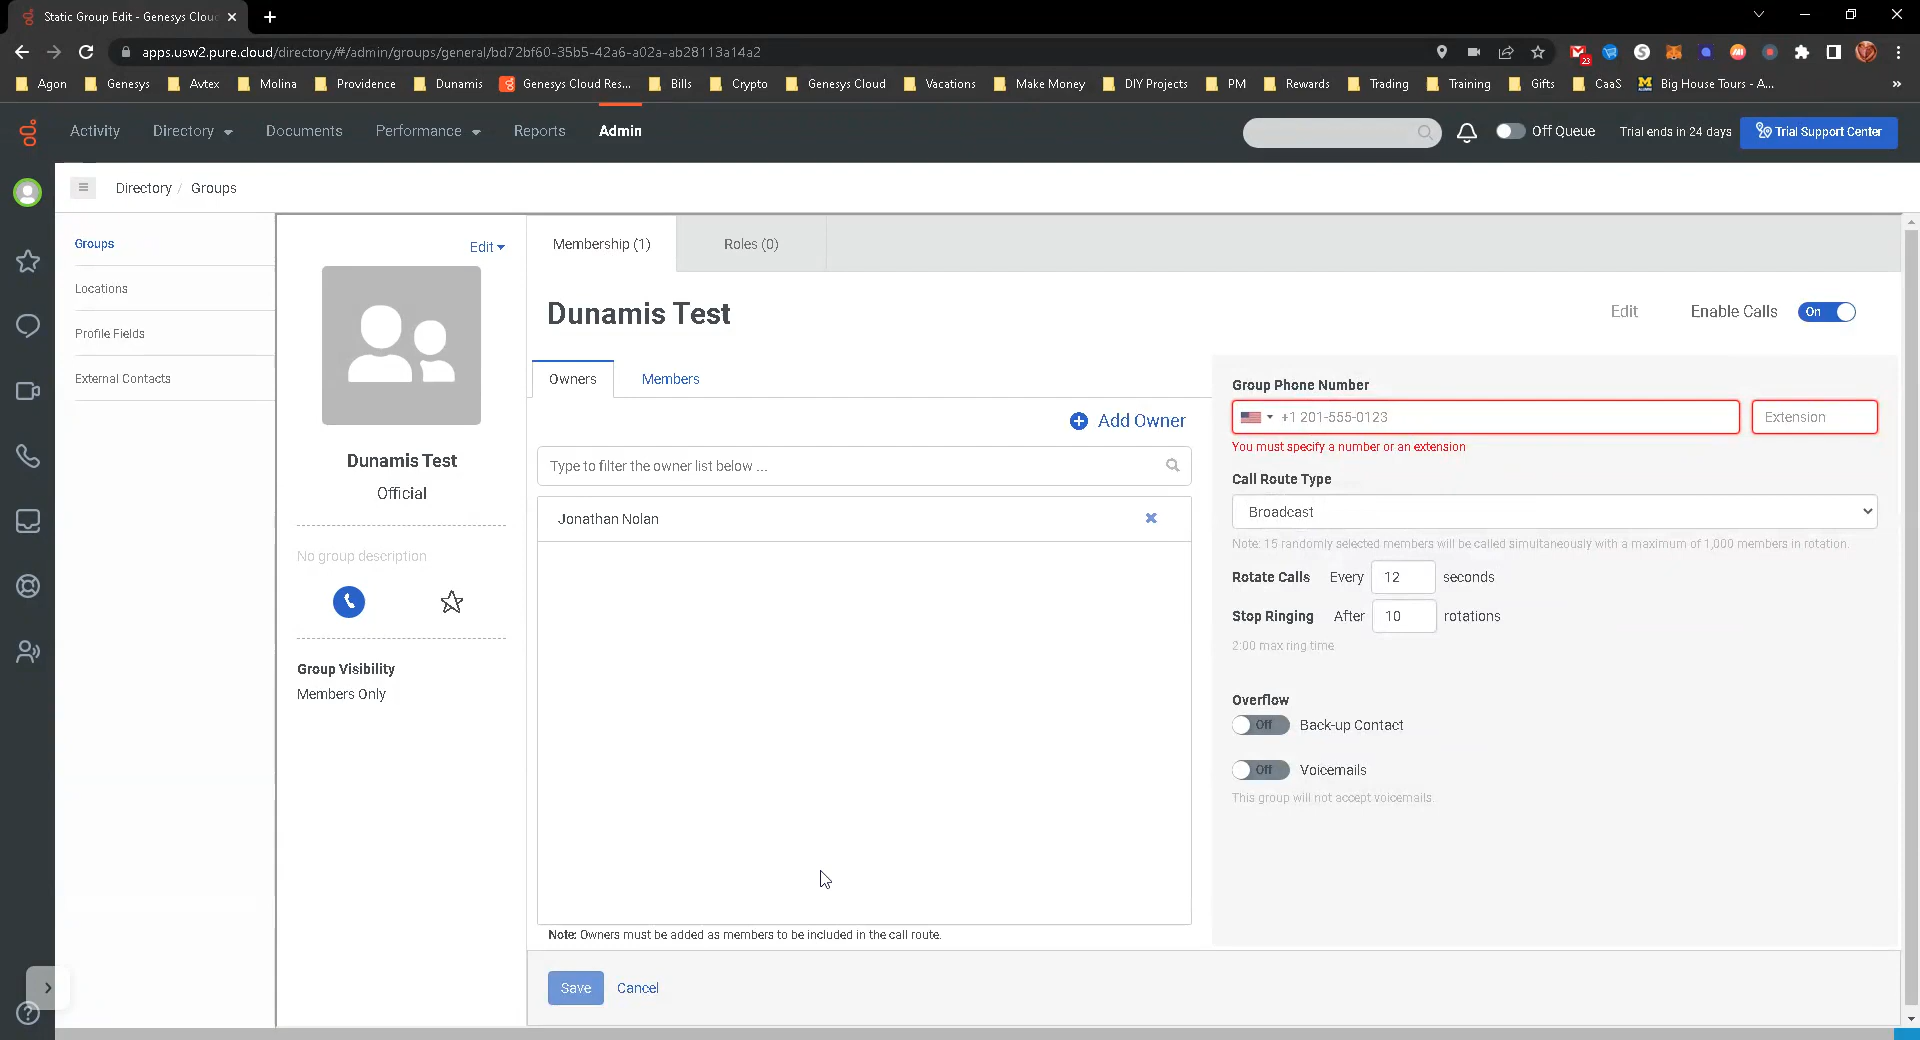 Static Group Edit - Genesys Clou
23
apps.usw2.pure.cloud/directory/#/admin/groups/general/bd72bf60-35b5-42a6-a02a-ab28113a14a2
Agon Genesys Avtex Molina Providence Dunamis Genesys Cloud Res... Bills Crypto Genesys Cloud Vacations Make Money DIY Projects PM Rewards Trading Training Gifts CaaS Big House Tours - A... »
Activity Directory Documents Performance Reports Admin Off Queue Trial ends in 24 days Trial Support Center
Directory / Groups
Groups
Locations
Profile Fields
External Contacts
Edit
Dunamis Test
Official
No group description
Group Visibility
Members Only
Membership (1) Roles (0)
Dunamis Test Edit Enable Calls On
Owners Members
Add Owner
Type to filter the owner list below ...
Jonathan Nolan
Note: Owners must be added as members to be included in the call route.
Group Phone Number
+1 201-555-0123 Extension
You must specify a number or an extension
Call Route Type
Broadcast
Note: 15 randomly selected members will be called simultaneously with a maximum of 1,000 members in rotation.
Rotate Calls Every 12 seconds
Stop Ringing After 10 rotations
2:00 max ring time
Overflow
Off Back-up Contact
Off Voicemails
This group will not accept voicemails.
Save Cancel